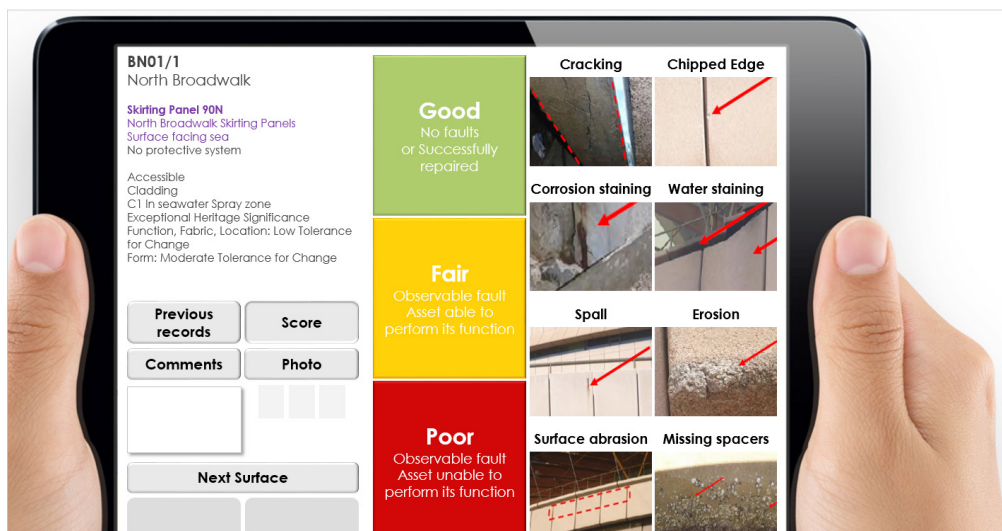 BN01/1
North Broadwalk
Skirting Panel 90N
North Broadwalk Skirting Panels
Surface facing sea
No protective system
Accessible
Cladding
C1 In seawater Spray zone
Exceptional Heritage Significance
Function, Fabric, Location: Low Tolerance
for Change
Form: Moderate Tolerance for Change
Previous
records
Score
Comments
Photo
Next Surface
Good
No faults
or Successfully
repaired
Fair
Observable fault
Asset able to
perform its function
Poor
Observable fault
Asset unable to
perform its function
Cracking
Chipped Edge
Corrosion staining
Water staining
Spall
Erosion
Surface abrasion
Missing spacers